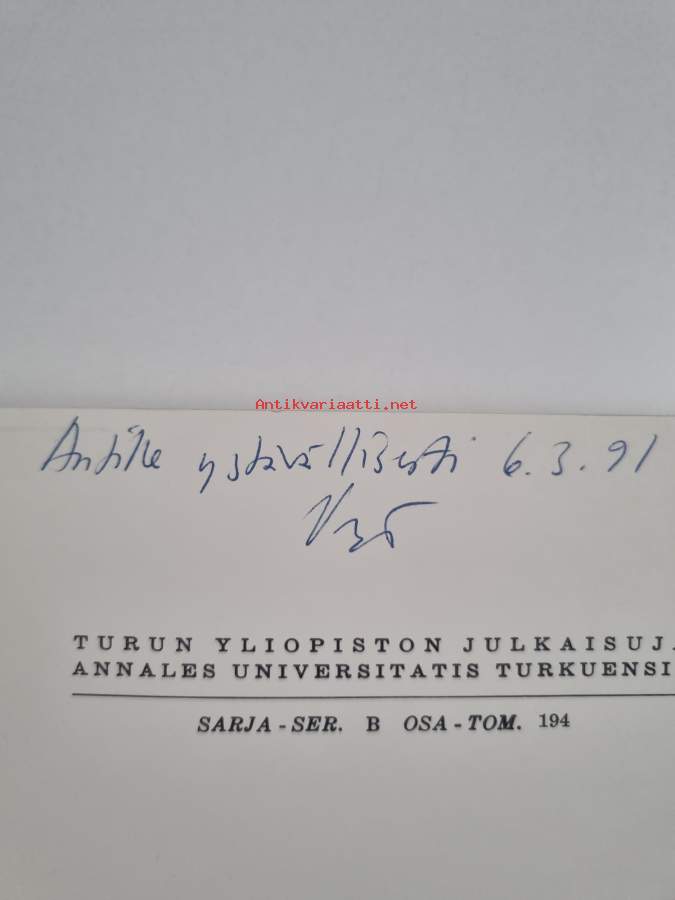 Antikvariaatti.net
Antille ystävällisesti 6.3.91
TURUN YLIOPISTON JULKAISUJ
ANNALES UNIVERSITATIS TURKUENSI
SARJA - SER. B OSA - TOM. 194